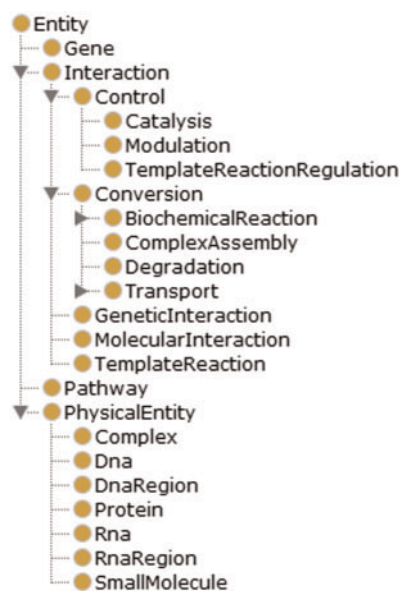 Entity
Gene
Interaction
Control
Catalysis
Modulation
TemplateReactionRegulation
Conversion
BiochemicalReaction
ComplexAssembly
Degradation
Transport
GeneticInteraction
MolecularInteraction
TemplateReaction
Pathway
PhysicalEntity
Complex
Dna
DnaRegion
Protein
Rna
RnaRegion
SmallMolecule